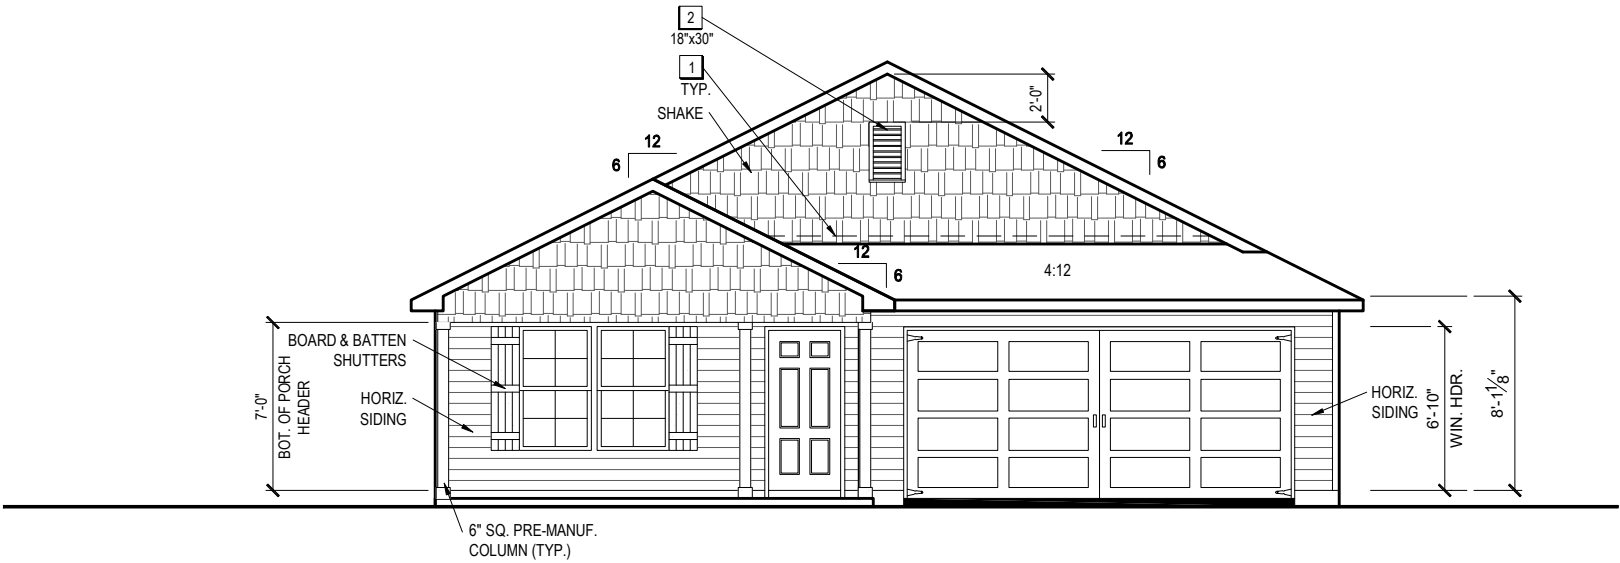 2
18"x30"
1
TYP.
SHAKE
2'-0"
12
6
12
6
12
6
4:12
BOARD & BATTEN
SHUTTERS
HORIZ.
SIDING
7'-0"
BOT. OF PORCH
HEADER
HORIZ.
SIDING
6'-10"
WIN. HDR.
8'-1 1/8"
6" SQ. PRE-MANUF.
COLUMN (TYP.)